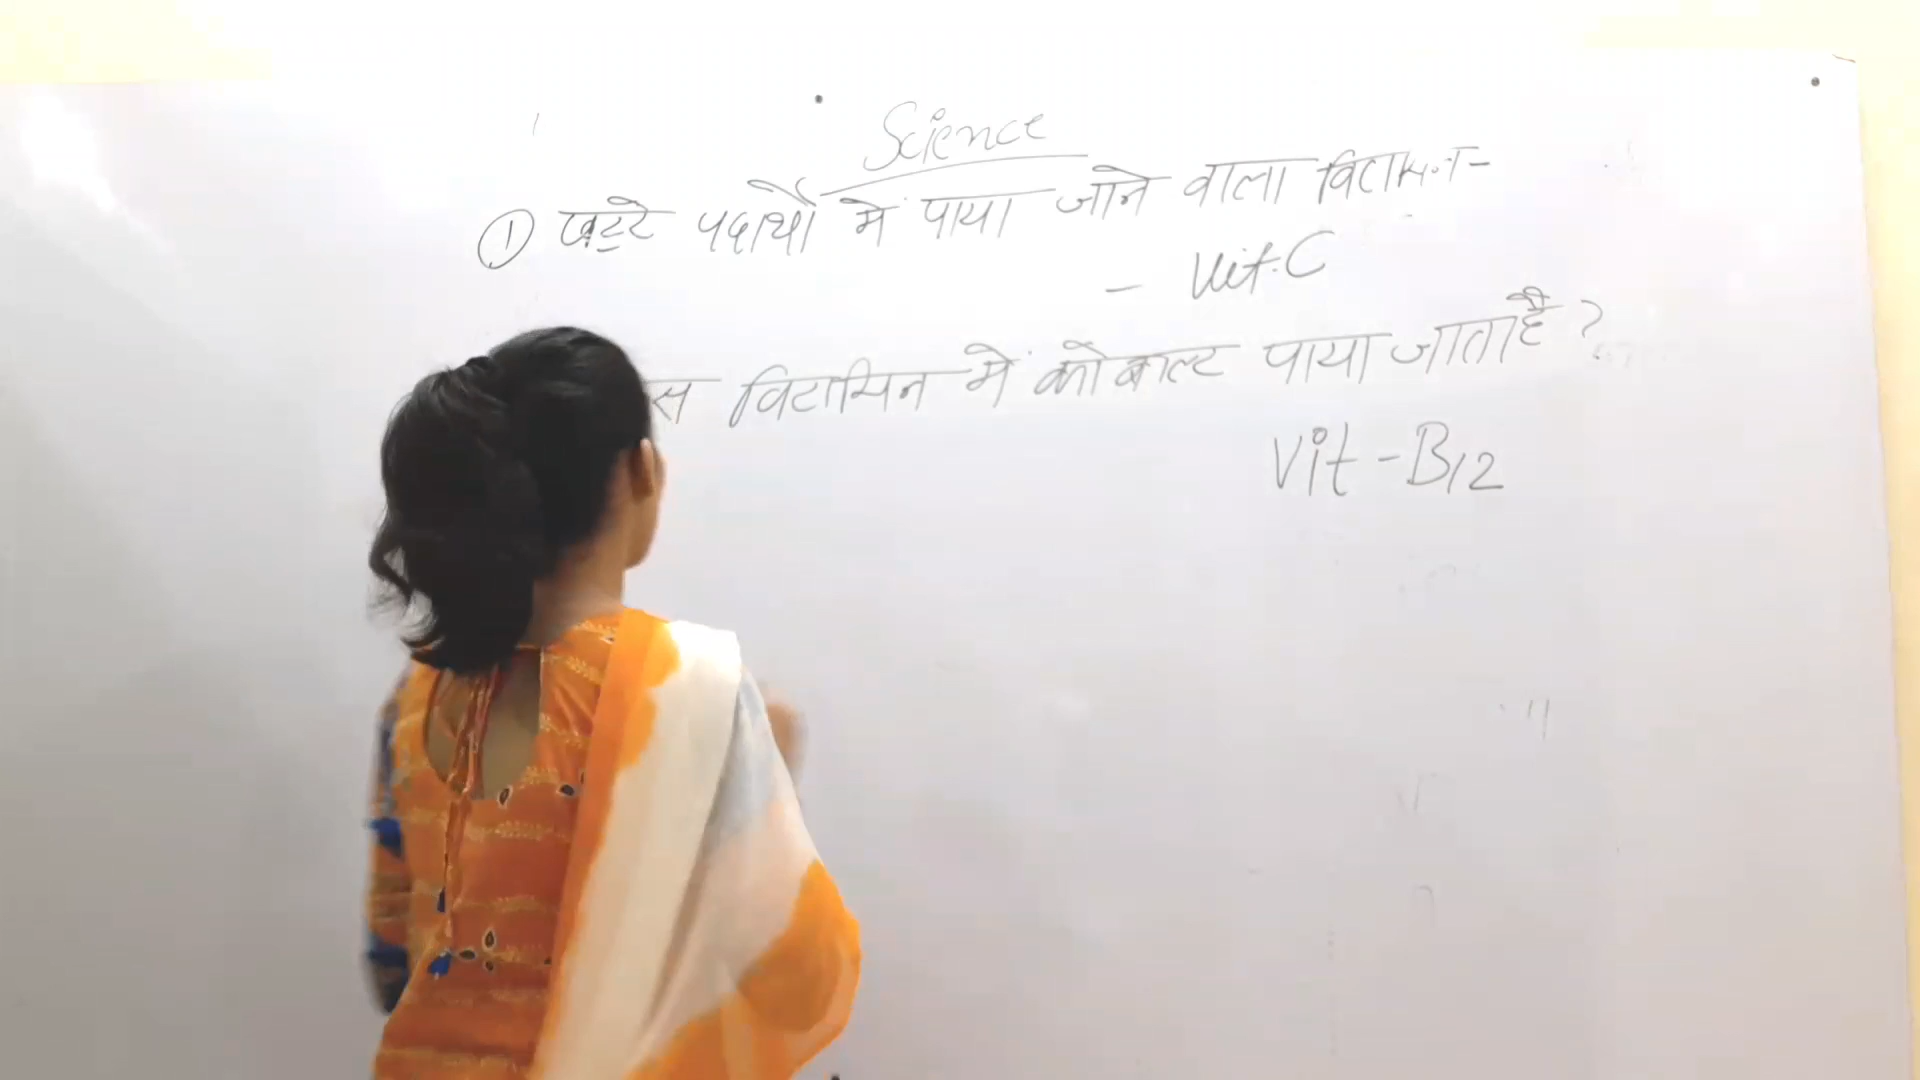 Science
① खट्टे पदार्थो में पाया जाने वाला विटामिन-
- Vit.C
स विटामिन में कोबाल्ट पाया जाता है ?
Vit - B12